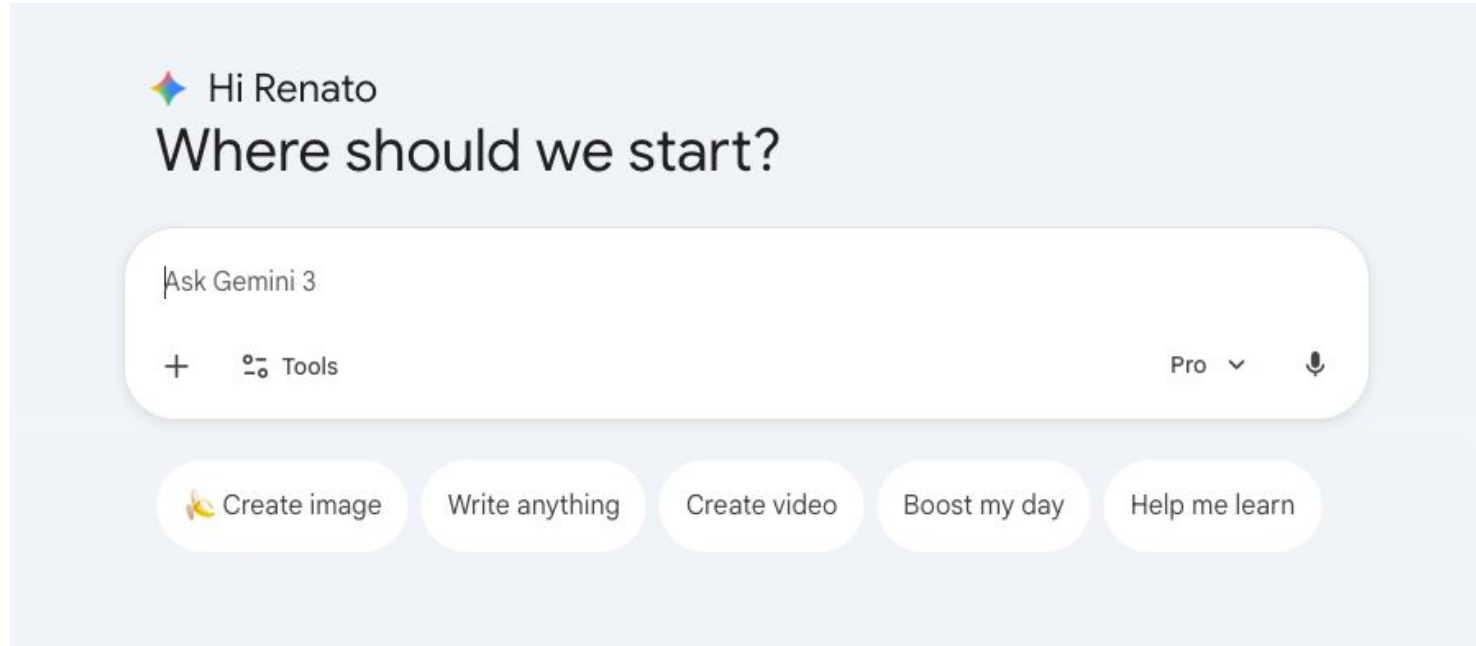 Hi Renato
Where should we start?
Ask Gemini 3
Tools
Pro
Create image
Write anything
Create video
Boost my day
Help me learn